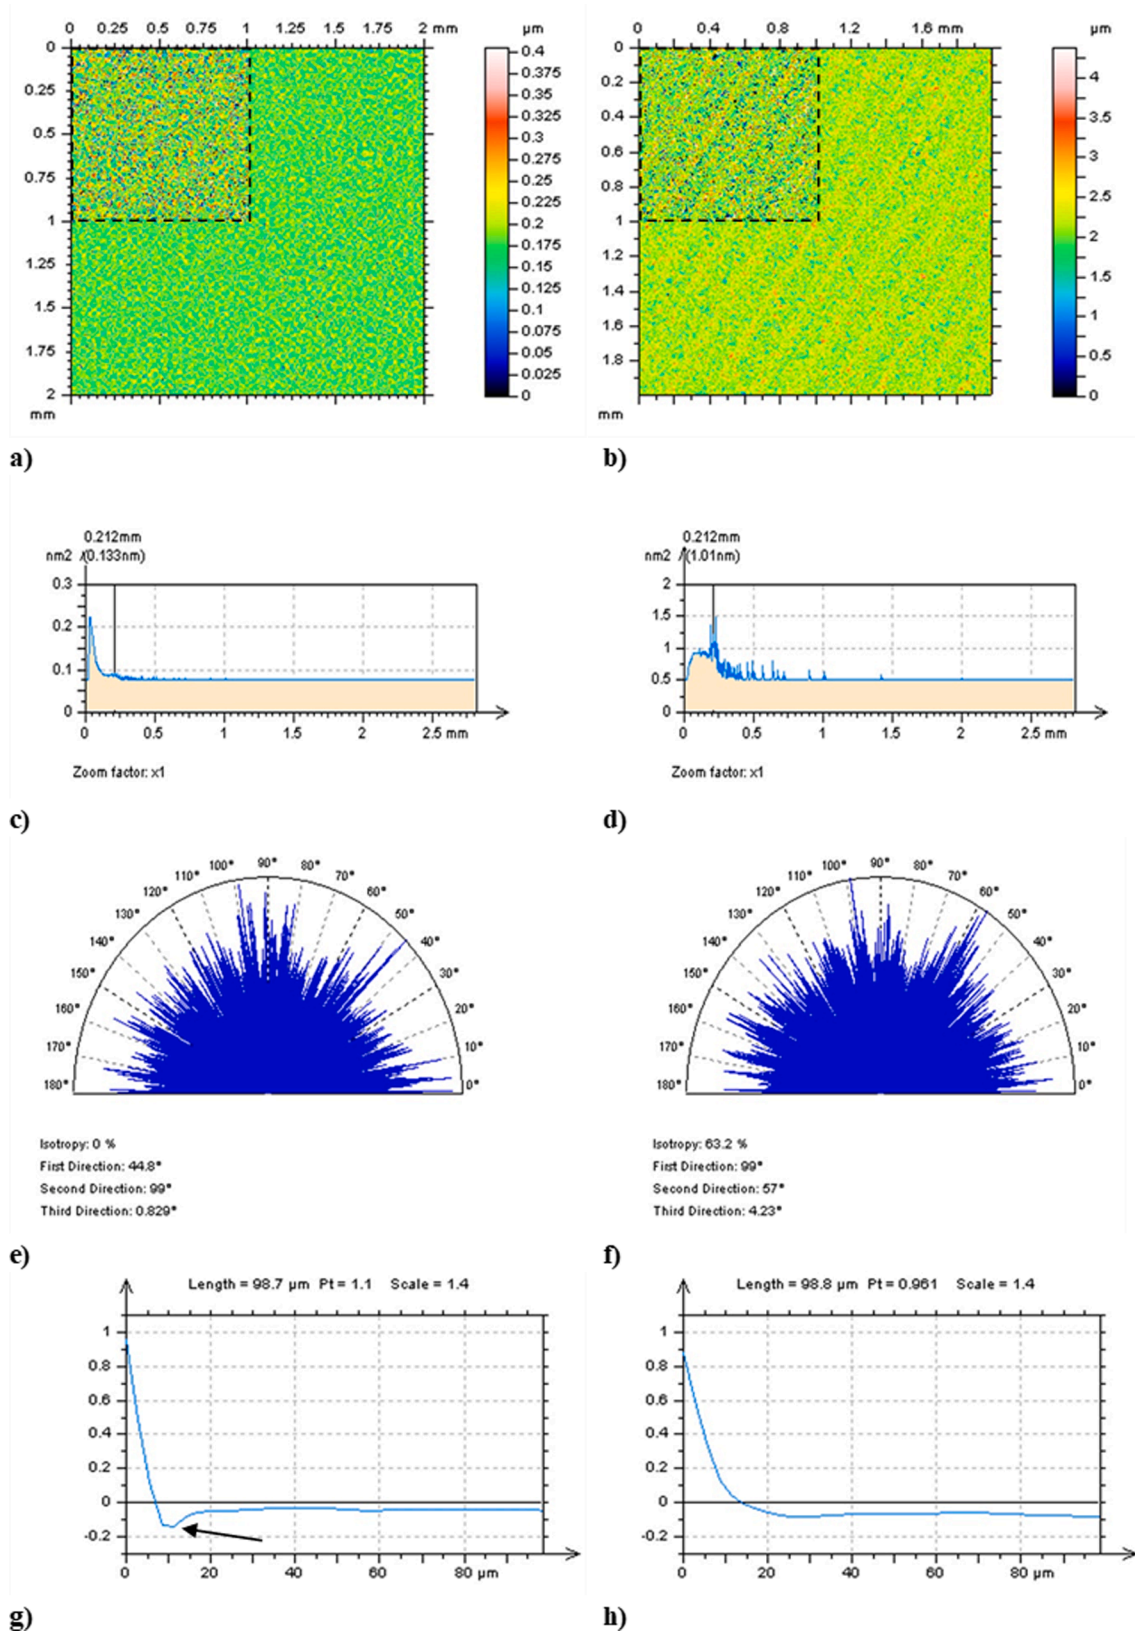 0 0.25 0.5 0.75 1 1.25 1.5 1.75 2 mm µm
0
0.25
0.5
0.75
1
1.25
1.5
1.75
2
mm
0.4
0.375
0.35
0.325
0.3
0.275
0.25
0.225
0.2
0.175
0.15
0.125
0.1
0.075
0.05
0.025
0
a)
0 0.4 0.8 1.2 1.6 mm µm
0
0.2
0.4
0.6
0.8
1
1.2
1.4
1.6
1.8
mm
4
3.5
3
2.5
2
1.5
1
0.5
0
b)
0.212mm
nm2 /(0.133nm)
0.3
0.2
0.1
0
0 0.5 1 1.5 2 2.5 mm
Zoom factor: x1
c)
0.212mm
nm2 /(1.01nm)
2
1.5
1
0.5
0
0 0.5 1 1.5 2 2.5 mm
Zoom factor: x1
d)
180° 170° 160° 150° 140° 130° 120° 110° 100° 90° 80° 70° 60° 50° 40° 30° 20° 10° 0°
Isotropy: 0 %
First Direction: 44.8°
Second Direction: 99°
Third Direction: 0.829°
e)
180° 170° 160° 150° 140° 130° 120° 110° 100° 90° 80° 70° 60° 50° 40° 30° 20° 10° 0°
Isotropy: 63.2 %
First Direction: 99°
Second Direction: 57°
Third Direction: 4.23°
f)
Length = 98.7 µm Pt = 1.1 Scale = 1.4
1
0.8
0.6
0.4
0.2
0
-0.2
0 20 40 60 80 µm
g)
Length = 98.8 µm Pt = 0.961 Scale = 1.4
1
0.8
0.6
0.4
0.2
0
-0.2
0 20 40 60 80 µm
h)